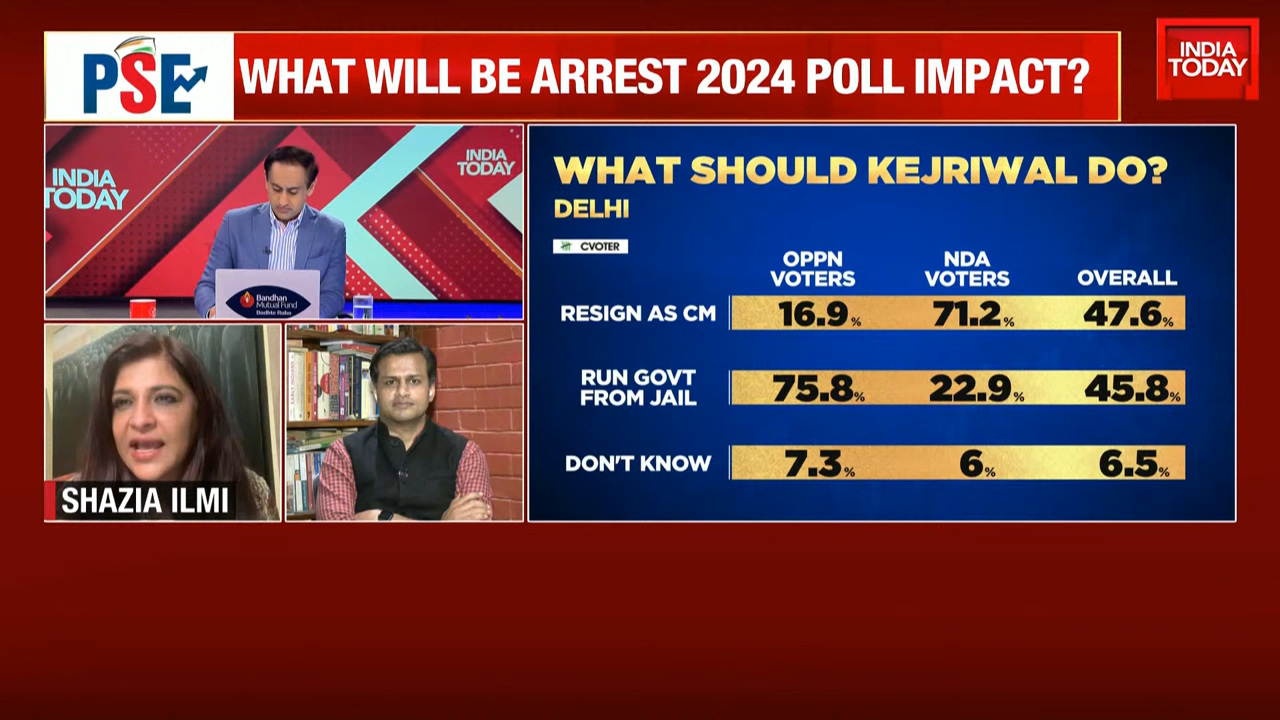 PSE
WHAT WILL BE ARREST 2024 POLL IMPACT?
INDIA
TODAY
INDIA
TODAY
INDIA
TODAY
Bandhan
Mutual Fund
SHAZIA ILMI
WHAT SHOULD KEJRIWAL DO?
DELHI
CVOTER
OPPN
VOTERS
NDA
VOTERS
OVERALL
RESIGN AS CM 16.9% 71.2% 47.6%
RUN GOVT
FROM JAIL 75.8% 22.9% 45.8%
DON'T KNOW 7.3% 6% 6.5%